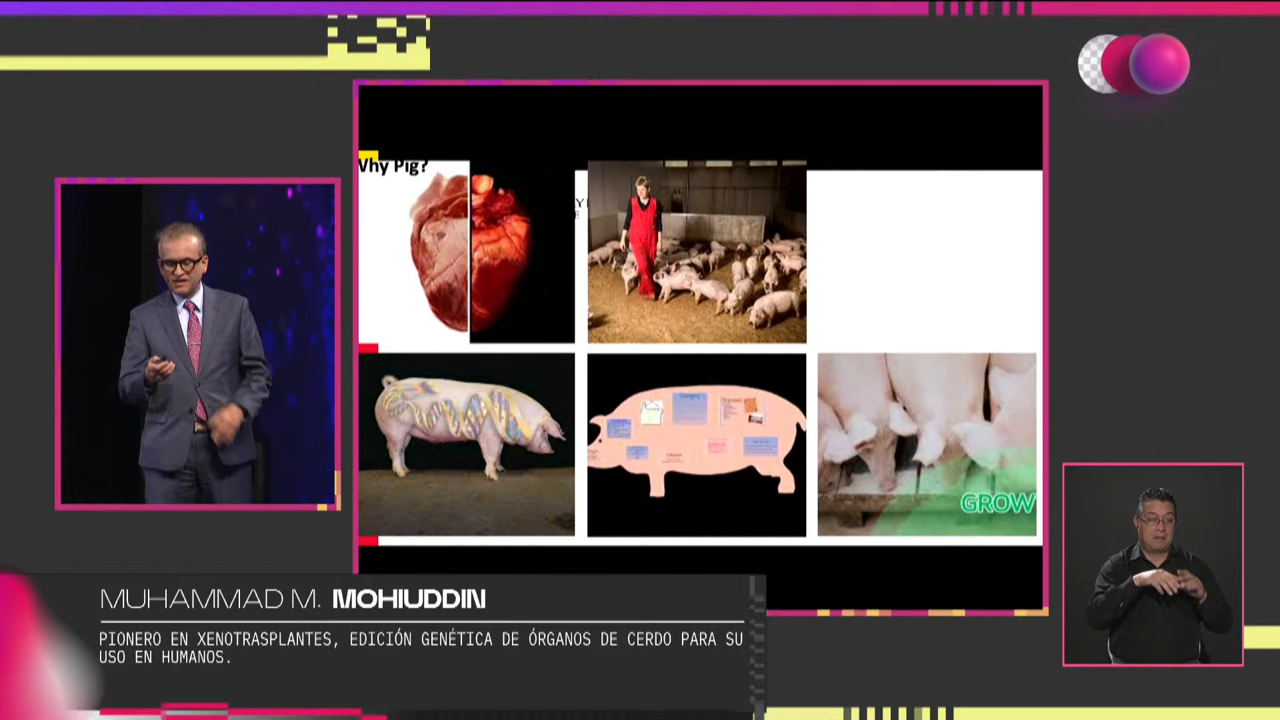 Why Pig?
GROW
MUHAMMAD M. MOHIUDDIN
PIONERO EN XENOTRASPLANTES, EDICIÓN GENÉTICA DE ÓRGANOS DE CERDO PARA SU
USO EN HUMANOS.